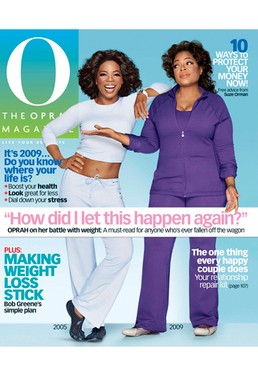 O
THE OPRAH
MAGAZINE
10
WAYS TO
PROTECT
YOUR
MONEY
NOW!
Free advice from
Suze Orman
It's 2009...
Do you know
where your
life is?
Boost your health
Look great for less
Dial down your stress
"How did I let this happen again?"
OPRAH on her battle with weight: A must-read for anyone who's ever fallen off the wagon
PLUS:
MAKING
WEIGHT
LOSS
STICK
Bob Greene's
simple plan
The one thing
every happy
couple does
Your relationship
repair kit (page 107)
2005
2009